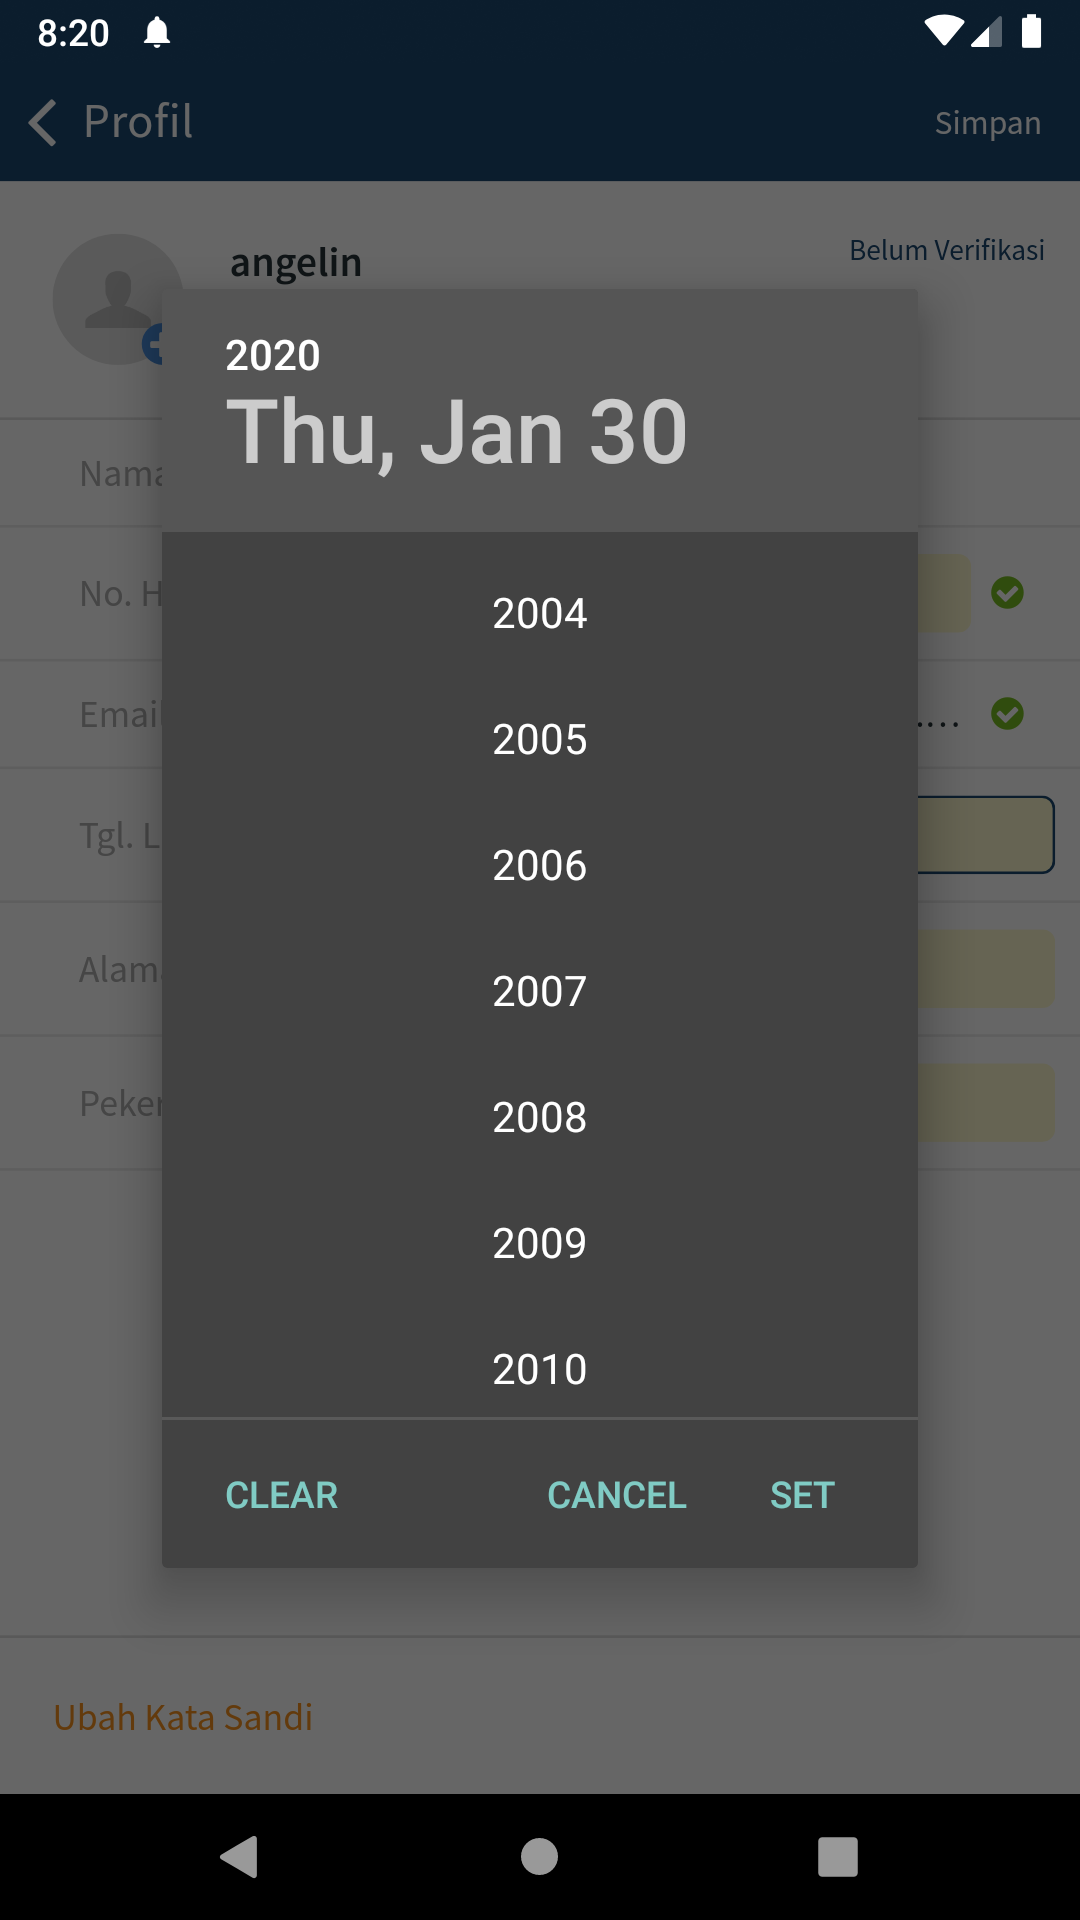 8:20
Profil
Simpan
angelin
Belum Verifikasi
2020
Thu, Jan 30
Nama
No. H
Email
....
Tgl. L
Alam
Peker
2004
2005
2006
2007
2008
2009
2010
CLEAR
CANCEL
SET
Ubah Kata Sandi